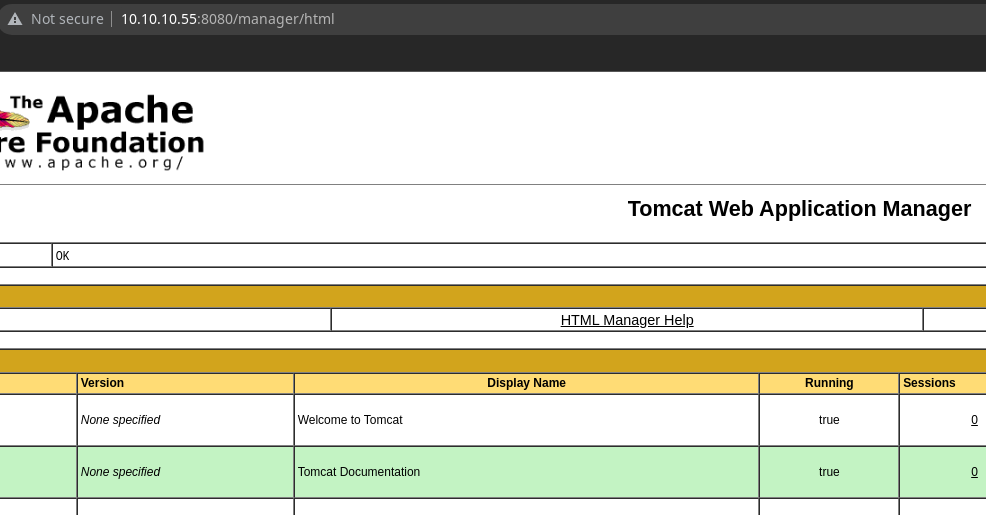 Not secure 10.10.10.55:8080/manager/html
The Apache
re Foundation
ww.apache.org/
Tomcat Web Application Manager
OK
HTML Manager Help
Version Display Name Running Sessions
None specified Welcome to Tomcat true 0
None specified Tomcat Documentation true 0